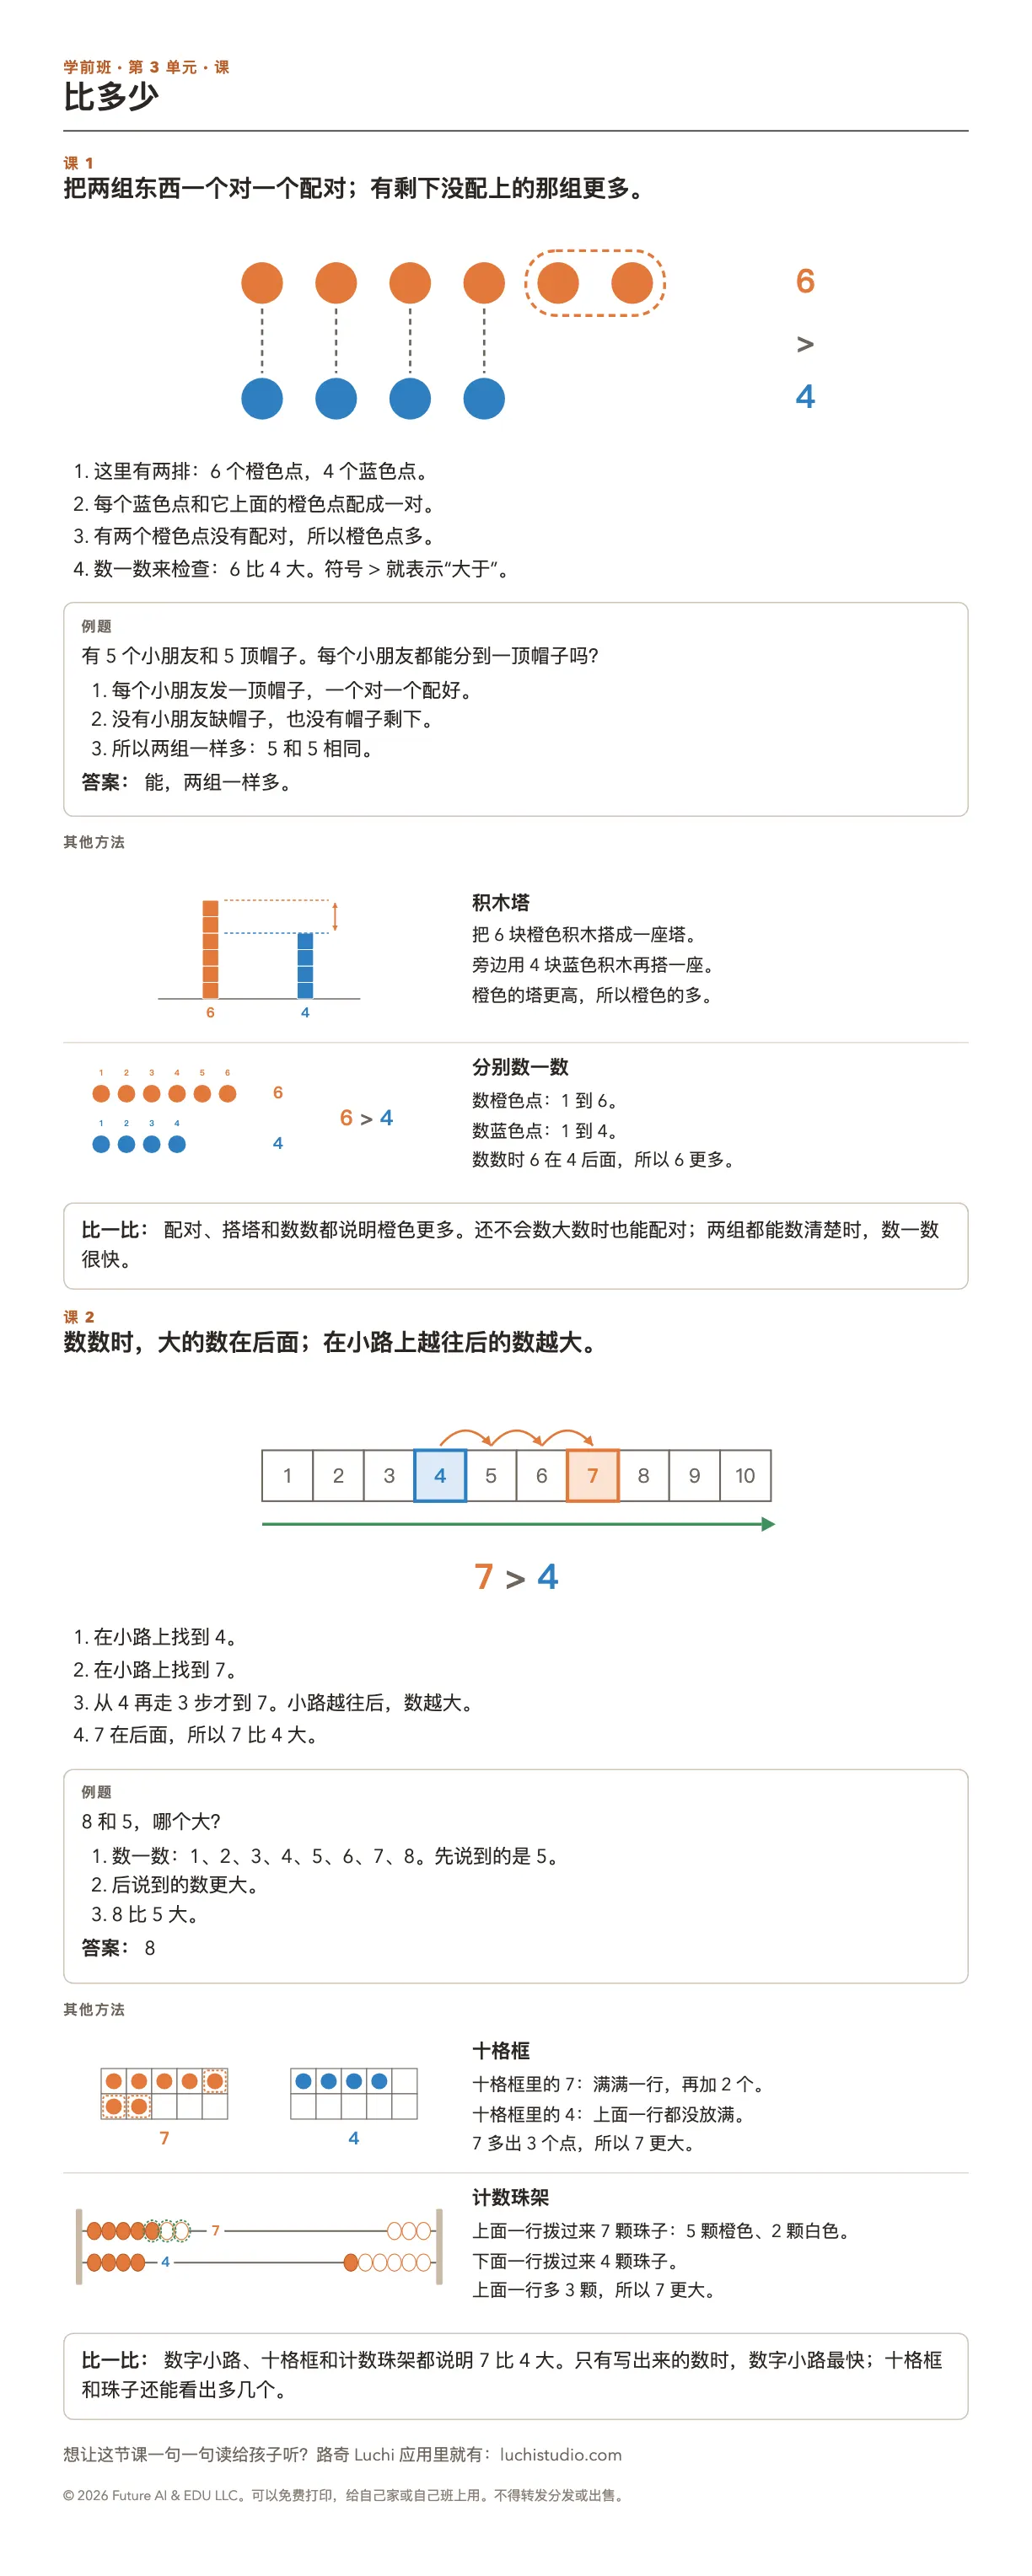 学前班 · 第 3 单元 · 课
比多少
课 1
把两组东西一个对一个配对；有剩下没配上的那组更多。
6
>
4
1. 这里有两排：6 个橙色点，4 个蓝色点。
2. 每个蓝色点和它上面的橙色点配成一对。
3. 有两个橙色点没有配对，所以橙色点多。
4. 数一数来检查：6 比 4 大。符号 > 就表示“大于”。
例题
有 5 个小朋友和 5 顶帽子。每个小朋友都能分到一顶帽子吗？
1. 每个小朋友发一顶帽子，一个对一个配好。
2. 没有小朋友缺帽子，也没有帽子剩下。
3. 所以两组一样多：5 和 5 相同。
答案： 能，两组一样多。
其他方法
6 4
积木塔
把 6 块橙色积木搭成一座塔。
旁边用 4 块蓝色积木再搭一座。
橙色的塔更高，所以橙色的多。
1 2 3 4 5 6
6
1 2 3 4
4
6 > 4
分别数一数
数橙色点：1 到 6。
数蓝色点：1 到 4。
数数时 6 在 4 后面，所以 6 更多。
比一比： 配对、搭塔和数数都说明橙色更多。还不会数大数时也能配对；两组都能数清楚时，数一数
很快。
课 2
数数时，大的数在后面；在小路上越往后的数越大。
1 2 3 4 5 6 7 8 9 10
7 > 4
1. 在小路上找到 4。
2. 在小路上找到 7。
3. 从 4 再走 3 步才到 7。小路越往后，数越大。
4. 7 在后面，所以 7 比 4 大。
例题
8 和 5，哪个大？
1. 数一数：1、2、3、4、5、6、7、8。先说到的是 5。
2. 后说到的数更大。
3. 8 比 5 大。
答案： 8
其他方法
7 4
十格框
十格框里的 7：满满一行，再加 2 个。
十格框里的 4：上面一行都没放满。
7 多出 3 个点，所以 7 更大。
7
4
计数珠架
上面一行拨过来 7 颗珠子：5 颗橙色、2 颗白色。
下面一行拨过来 4 颗珠子。
上面一行多 3 颗，所以 7 更大。
比一比： 数字小路、十格框和计数珠架都说明 7 比 4 大。只有写出来的数时，数字小路最快；十格框
和珠子还能看出多几个。
想让这节课一句一句读给孩子听？路奇 Luchi 应用里就有：luchistudio.com
© 2026 Future AI & EDU LLC。可以免费打印，给自己家或自己班上用。不得转发分发或出售。